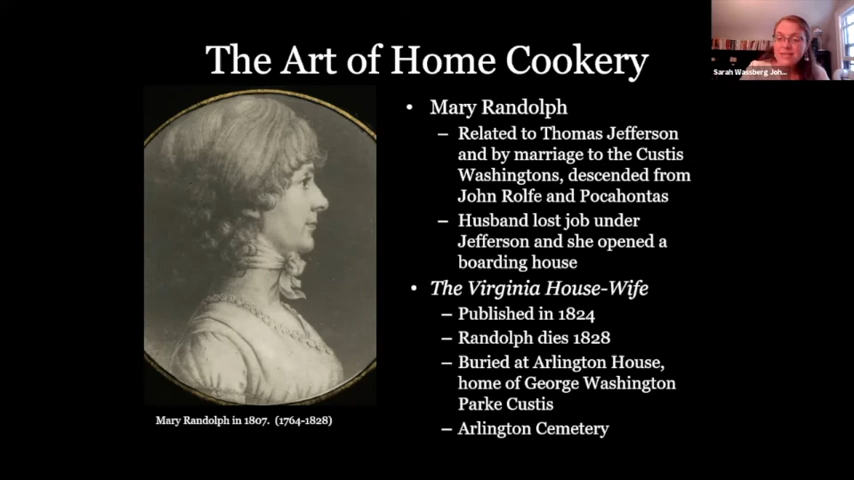 Sarah Wassberg Joh...
The Art of Home Cookery
• Mary Randolph
– Related to Thomas Jefferson
and by marriage to the Custis
Washingtons, descended from
John Rolfe and Pocahontas
– Husband lost job under
Jefferson and she opened a
boarding house
• The Virginia House-Wife
– Published in 1824
– Randolph dies 1828
– Buried at Arlington House,
home of George Washington
Parke Custis
– Arlington Cemetery
Mary Randolph in 1807. (1764-1828)